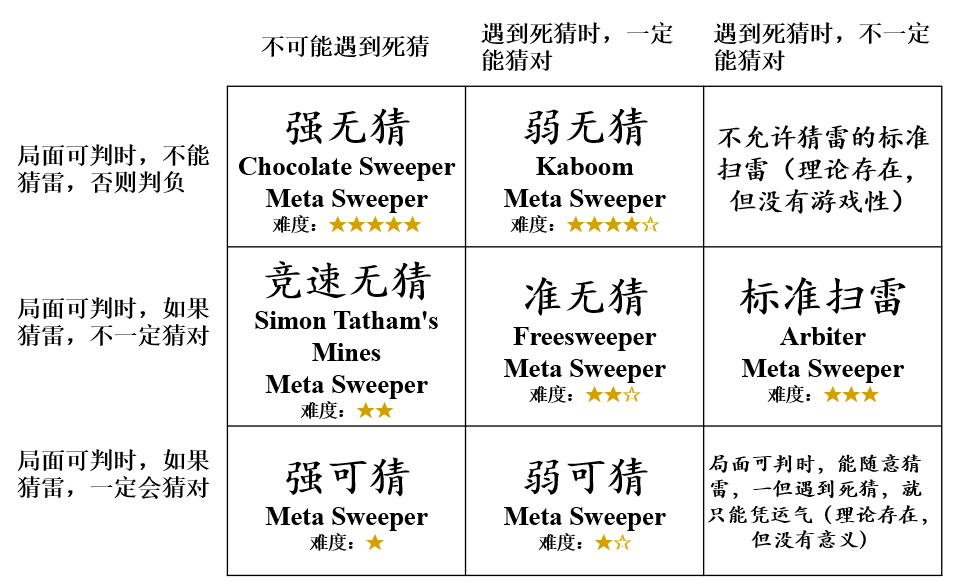 不可能遇到死猜
遇到死猜时，一定
能猜对
遇到死猜时，不一定
能猜对
局面可判时，不能
猜雷，否则判负
强无猜
Chocolate Sweeper
Meta Sweeper
难度：★★★★★
弱无猜
Kaboom
Meta Sweeper
难度：★★★★☆
不允许猜雷的标准
扫雷（理论存在，
但没有游戏性）
局面可判时，如果
猜雷，不一定猜对
竞速无猜
Simon Tatham's
Mines
Meta Sweeper
难度：★★
准无猜
Freesweeper
Meta Sweeper
难度：★★☆
标准扫雷
Arbiter
Meta Sweeper
难度：★★★
局面可判时，如果
猜雷，一定会猜对
强可猜
Meta Sweeper
难度：★
弱可猜
Meta Sweeper
难度：★☆
局面可判时，能随意猜
雷，一但遇到死猜，就
只能凭运气（理论存在，
但没有意义）